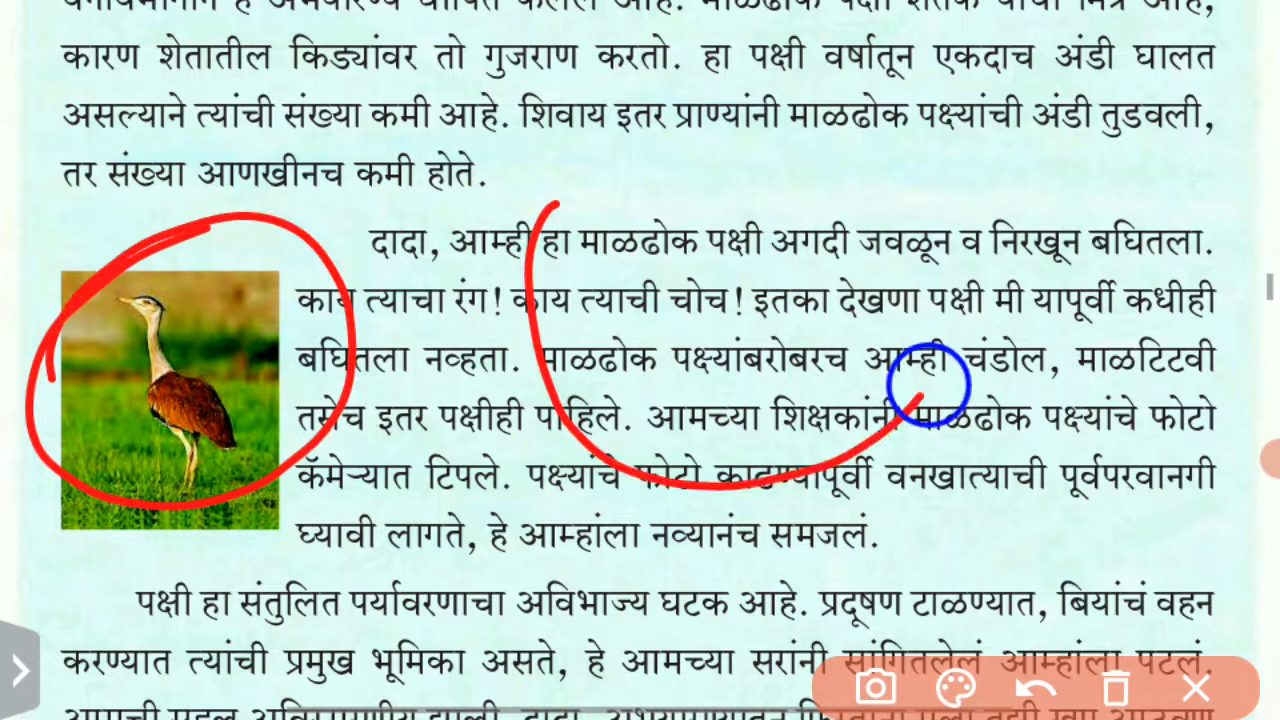 कारण शेतातील किड्यांवर तो गुजराण करतो. हा पक्षी वर्षातून एकदाच अंडी घालत
असल्याने त्यांची संख्या कमी आहे. शिवाय इतर प्राण्यांनी माळढोक पक्ष्यांची अंडी तुडवली,
तर संख्या आणखीनच कमी होते.
दादा, आम्ही हा माळढोक पक्षी अगदी जवळून व निरखून बघितला.
काय त्याचा रंग! काय त्याची चोच! इतका देखणा पक्षी मी यापूर्वी कधीही
बघितला नव्हता. माळढोक पक्ष्यांबरोबरच आम्ही चंडोल, माळटिटवी
तसेच इतर पक्षीही पाहिले. आमच्या शिक्षकांनी माळढोक पक्ष्यांचे फोटो
कॅमेऱ्यात टिपले. पक्ष्यांचे फोटो काढण्यापूर्वी वनखात्याची पूर्वपरवानगी
घ्यावी लागते, हे आम्हांला नव्यानंच समजलं.
पक्षी हा संतुलित पर्यावरणाचा अविभाज्य घटक आहे. प्रदूषण टाळण्यात, बियांचं वहन
करण्यात त्यांची प्रमुख भूमिका असते, हे आमच्या सरांनी सांगितलेलं आम्हांला पटलं.